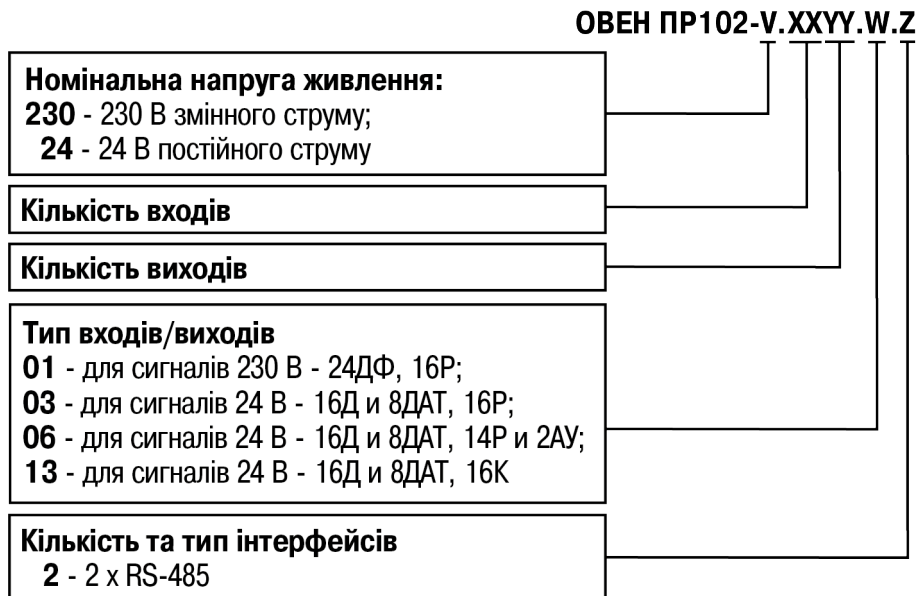 ОВЕН ПР102-V.XXYY.W.Z
Номінальна напруга живлення:
230 - 230 В змінного струму;
24 - 24 В постійного струму
Кількість входів
Кількість виходів
Тип входів/виходів
01 - для сигналів 230 В - 24ДФ, 16Р;
03 - для сигналів 24 В - 16Д и 8ДАТ, 16Р;
06 - для сигналів 24 В - 16Д и 8ДАТ, 14Р и 2АУ;
13 - для сигналів 24 В - 16Д и 8ДАТ, 16К
Кількість та тип інтерфейсів
2 - 2 x RS-485